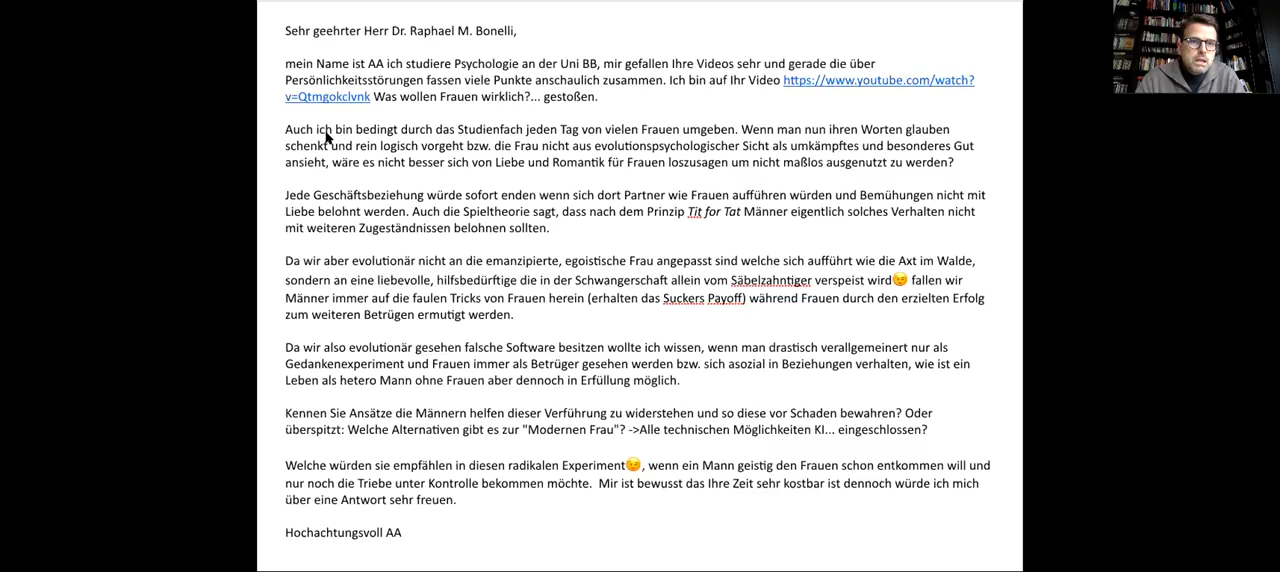 Sehr geehrter Herr Dr. Raphael M. Bonelli,
mein Name ist AA ich studiere Psychologie an der Uni BB, mir gefallen Ihre Videos sehr und gerade die über
Persönlichkeitsstörungen fassen viele Punkte anschaulich zusammen. Ich bin auf Ihr Video https://www.youtube.com/watch?
v=Qtmgokclvnk Was wollen Frauen wirklich?... gestoßen.
Auch ich bin bedingt durch das Studienfach jeden Tag von vielen Frauen umgeben. Wenn man nun ihren Worten glauben
schenkt und rein logisch vorgeht bzw. die Frau nicht aus evolutionspsychologischer Sicht als umkämpftes und besonderes Gut
ansieht, wäre es nicht besser sich von Liebe und Romantik für Frauen loszusagen um nicht maßlos ausgenutzt zu werden?
Jede Geschäftsbeziehung würde sofort enden wenn sich dort Partner wie Frauen aufführen würden und Bemühungen nicht mit
Liebe belohnt werden. Auch die Spieltheorie sagt, dass nach dem Prinzip Tit for Tat Männer eigentlich solches Verhalten nicht
mit weiteren Zugeständnissen belohnen sollten.
Da wir aber evolutionär nicht an die emanzipierte, egoistische Frau angepasst sind welche sich aufführt wie die Axt im Walde,
sondern an eine liebevolle, hilfsbedürftige die in der Schwangerschaft allein vom Säbelzahntiger verspeist wird😉 fallen wir
Männer immer auf die faulen Tricks von Frauen herein (erhalten das Suckers Payoff) während Frauen durch den erzielten Erfolg
zum weiteren Betrügen ermutigt werden.
Da wir also evolutionär gesehen falsche Software besitzen wollte ich wissen, wenn man drastisch verallgemeinert nur als
Gedankenexperiment und Frauen immer als Betrüger gesehen werden bzw. sich asozial in Beziehungen verhalten, wie ist ein
Leben als hetero Mann ohne Frauen aber dennoch in Erfüllung möglich.
Kennen Sie Ansätze die Männern helfen dieser Verführung zu widerstehen und so diese vor Schaden bewahren? Oder
überspitzt: Welche Alternativen gibt es zur "Modernen Frau"? ->Alle technischen Möglichkeiten KI... eingeschlossen?
Welche würden sie empfählen in diesen radikalen Experiment😉, wenn ein Mann geistig den Frauen schon entkommen will und
nur noch die Triebe unter Kontrolle bekommen möchte. Mir ist bewusst das Ihre Zeit sehr kostbar ist dennoch würde ich mich
über eine Antwort sehr freuen.
Hochachtungsvoll AA